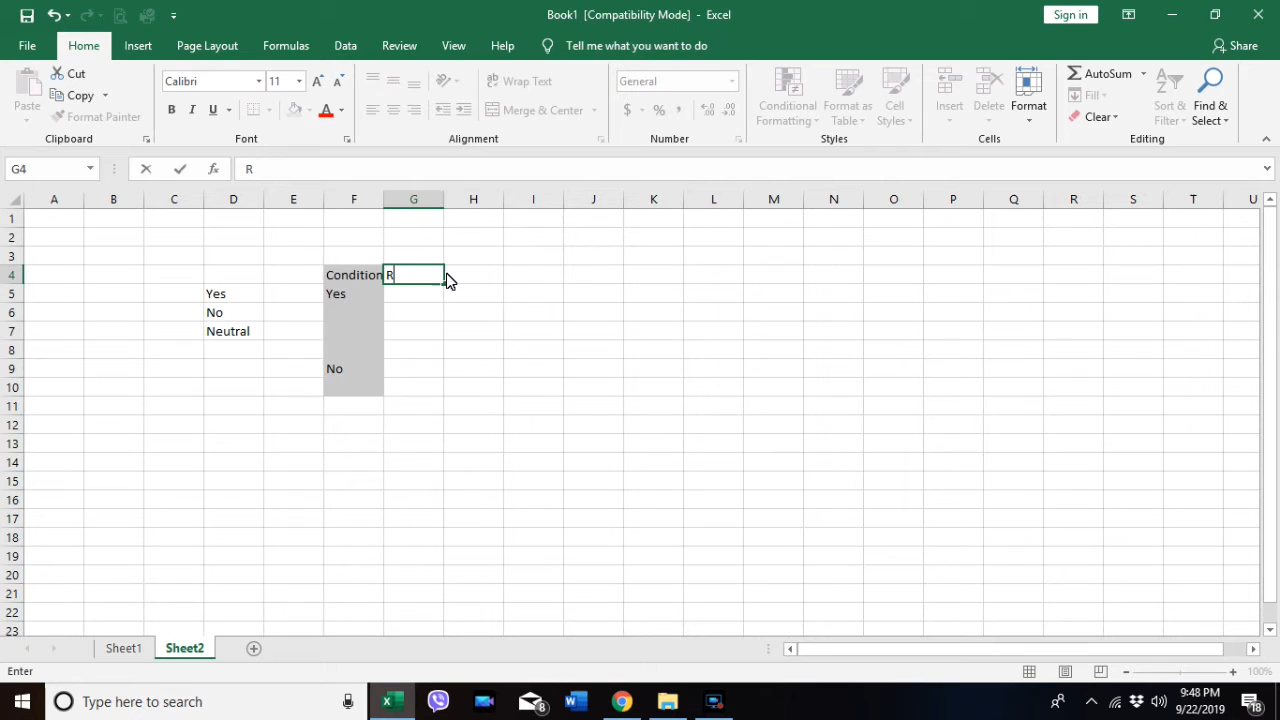 Book1 [Compatibility Mode] - Excel
Sign in
File Home Insert Page Layout Formulas Data Review View Help Tell me what you want to do Share
Paste
Cut
Copy
Format Painter
Clipboard
Calibri 11
B I U
Font
Wrap Text
Merge & Center
Alignment
General
$ % ,
Number
Conditional Formatting
Format as Table
Cell Styles
Styles
Insert Delete Format
Cells
AutoSum
Fill
Clear
Sort & Filter
Find & Select
Editing
G4 fx R
A B C D E F G H I J K L M N O P Q R S T U
1
2
3
4 Condition R
5 Yes Yes
6 No
7 Neutral
8
9 No
10
11
12
13
14
15
16
17
18
19
20
21
22
23
Sheet1 Sheet2
Enter 100%
Type here to search
8
9:48 PM
9/22/2019
18